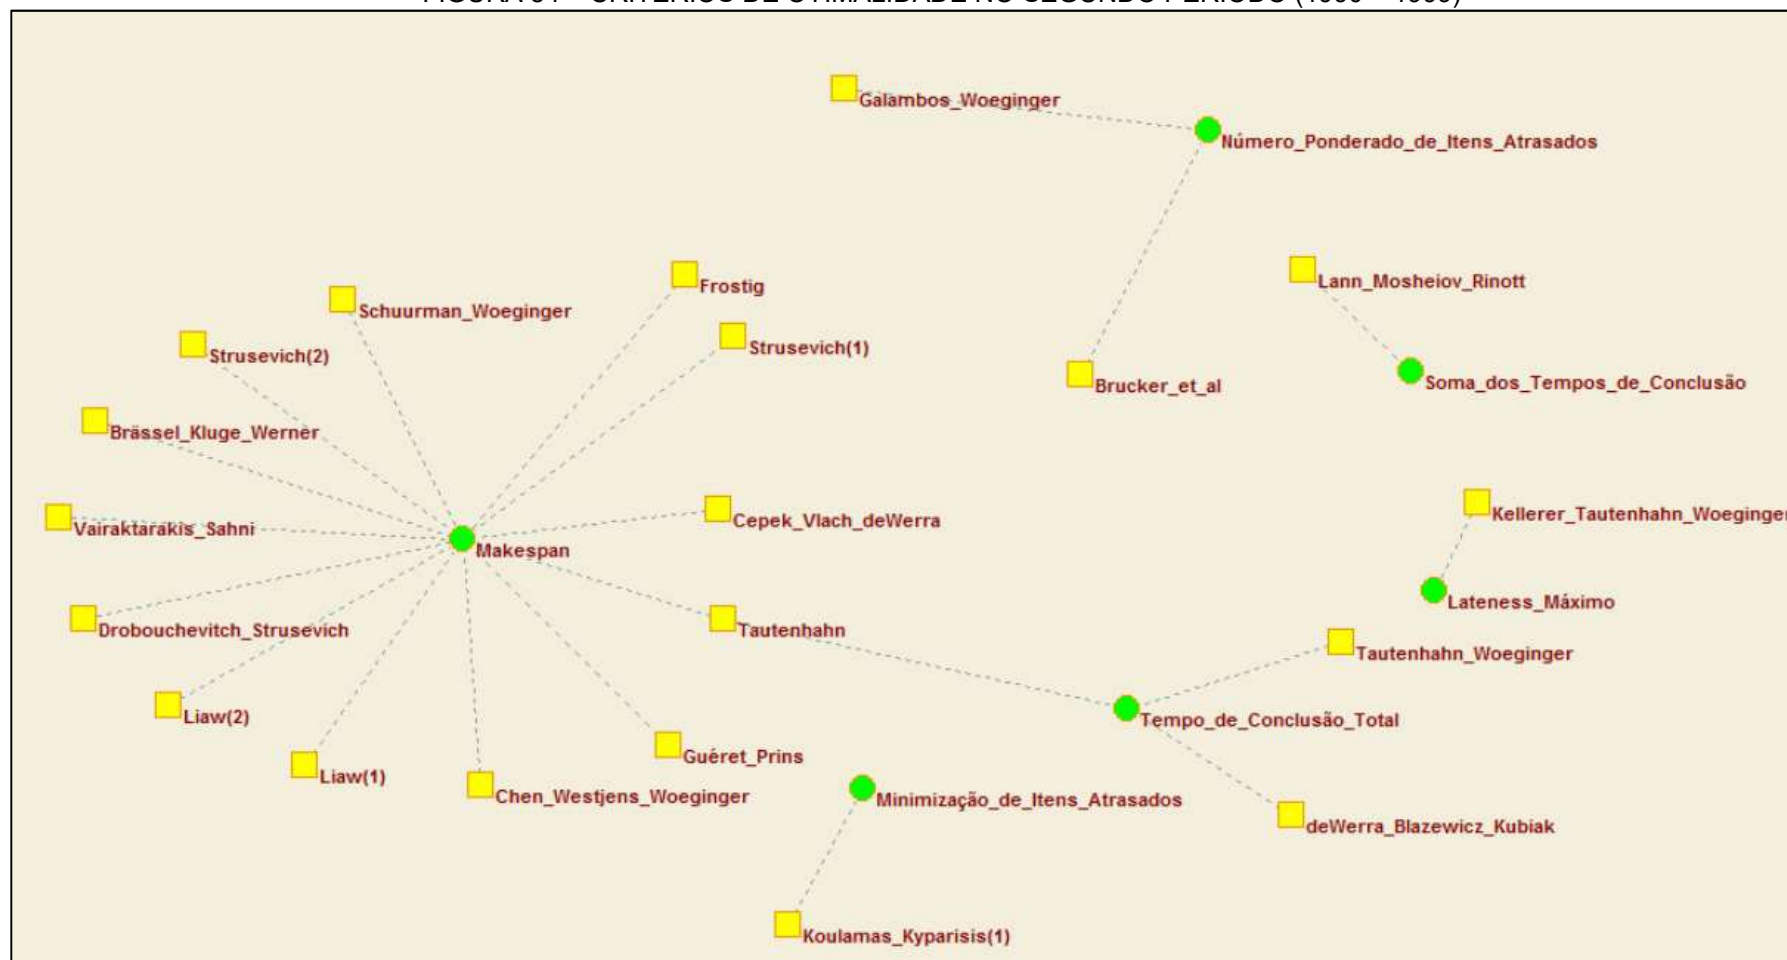 Galambos_Woeginger
Número_Ponderado_de_Itens_Atrasados
Lann_Mosheiov_Rinott
Frostig
Schuurman_Woeginger
Strusevich(1)
Strusevich(2)
Brucker_et_al
Soma_dos_Tempos_de_Conclusão
Brässel_Kluge_Werner
Kellerer_Tautenhahn_Woeginger
Cepek_Vlach_deWerra
Vairaktarakis_Sahni
Makespan
Lateness_Máximo
Drobouchevitch_Strusevich
Tautenhahn
Tautenhahn_Woeginger
Liaw(2)
Tempo_de_Conclusão_Total
Guéret_Prins
Liaw(1)
Chen_Westjens_Woeginger
Minimização_de_Itens_Atrasados
deWerra_Blazewicz_Kubiak
Koulamas_Kyparisis(1)